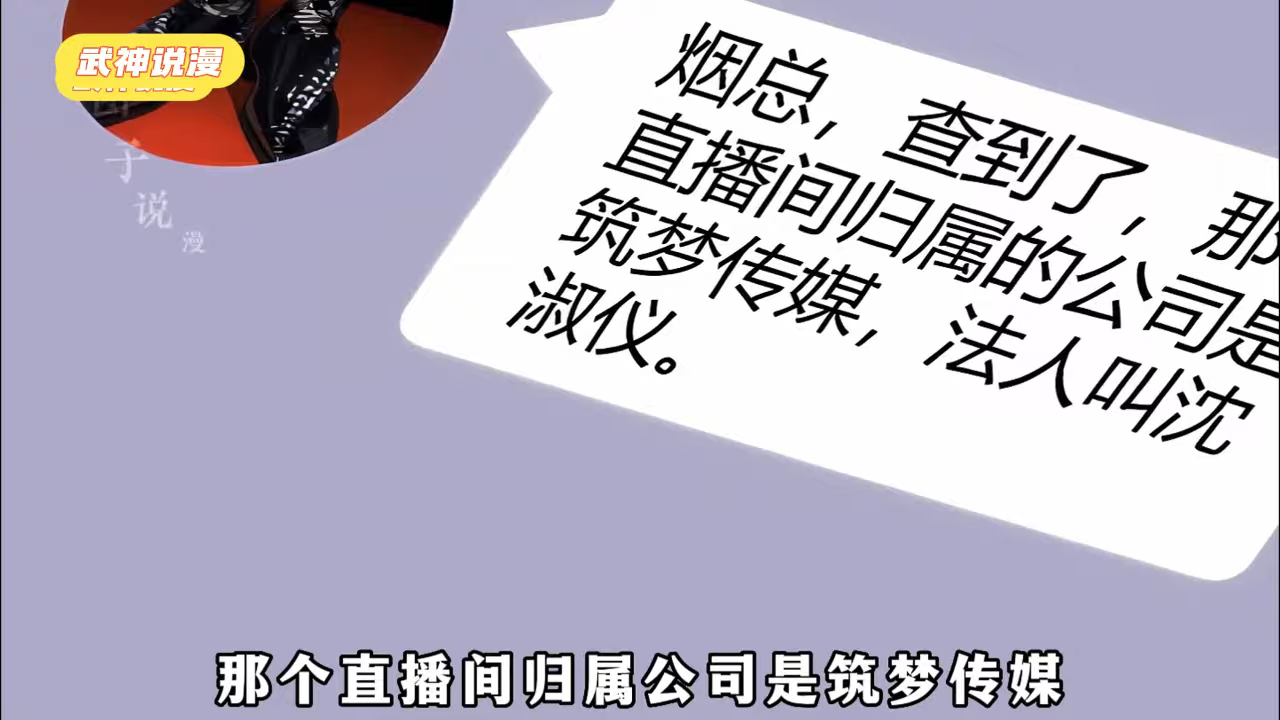 武神说漫
子
说
漫
烟总，查到了，那
直播间归属的公司是
筑梦传媒，法人叫沈
淑仪。
那个直播间归属公司是筑梦传媒